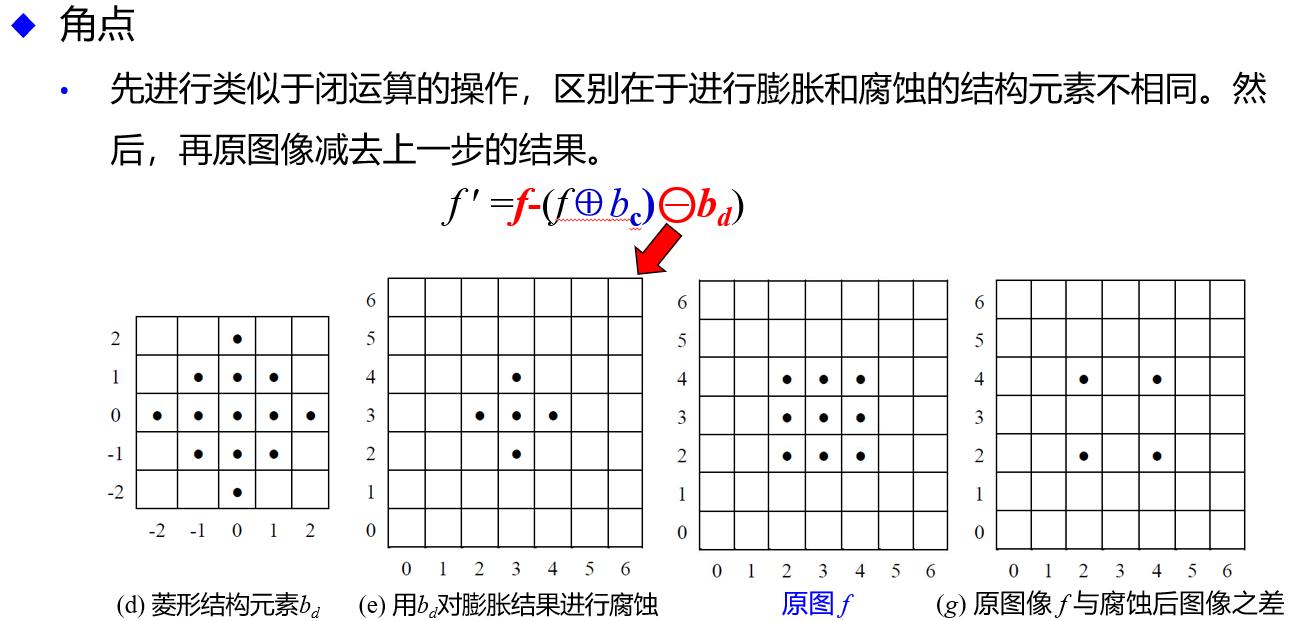 ◆ 角点
• 先进行类似于闭运算的操作，区别在于进行膨胀和腐蚀的结构元素不相同。然
后，再原图像减去上一步的结果。
f ′ =f-(f⊕b_c)⊖b_d)
2
1
0
-1
-2
-2 -1 0 1 2
(d) 菱形结构元素b_d
6
5
4
3
2
1
0
0 1 2 3 4 5 6
(e) 用b_d对膨胀结果进行腐蚀
6
5
4
3
2
1
0
0 1 2 3 4 5 6
原图 f
6
5
4
3
2
1
0
0 1 2 3 4 5 6
(g) 原图像 f 与腐蚀后图像之差